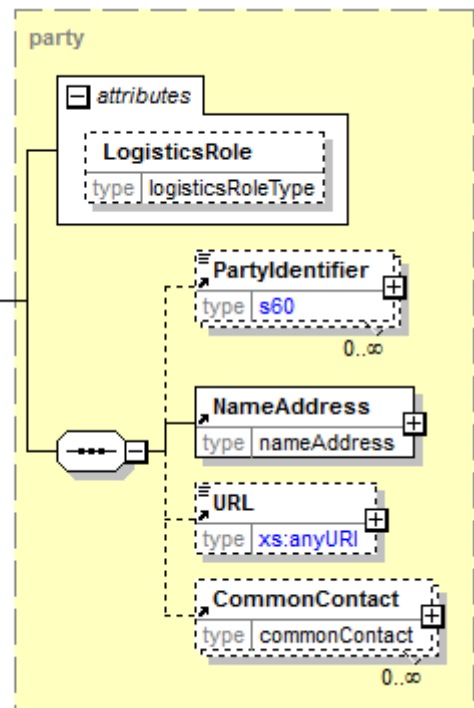 party
attributes
LogisticsRole
type logisticsRoleType
PartyIdentifier
type s60
0..∞
NameAddress
type nameAddress
URL
type xs:anyURI
CommonContact
type commonContact
0..∞